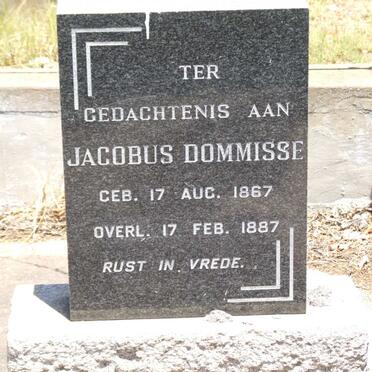 TER
GEDACHTENIS AAN
JACOBUS DOMMISSE
GEB. 17 AUG. 1867
OVERL. 17 FEB. 1887
RUST IN VREDE.